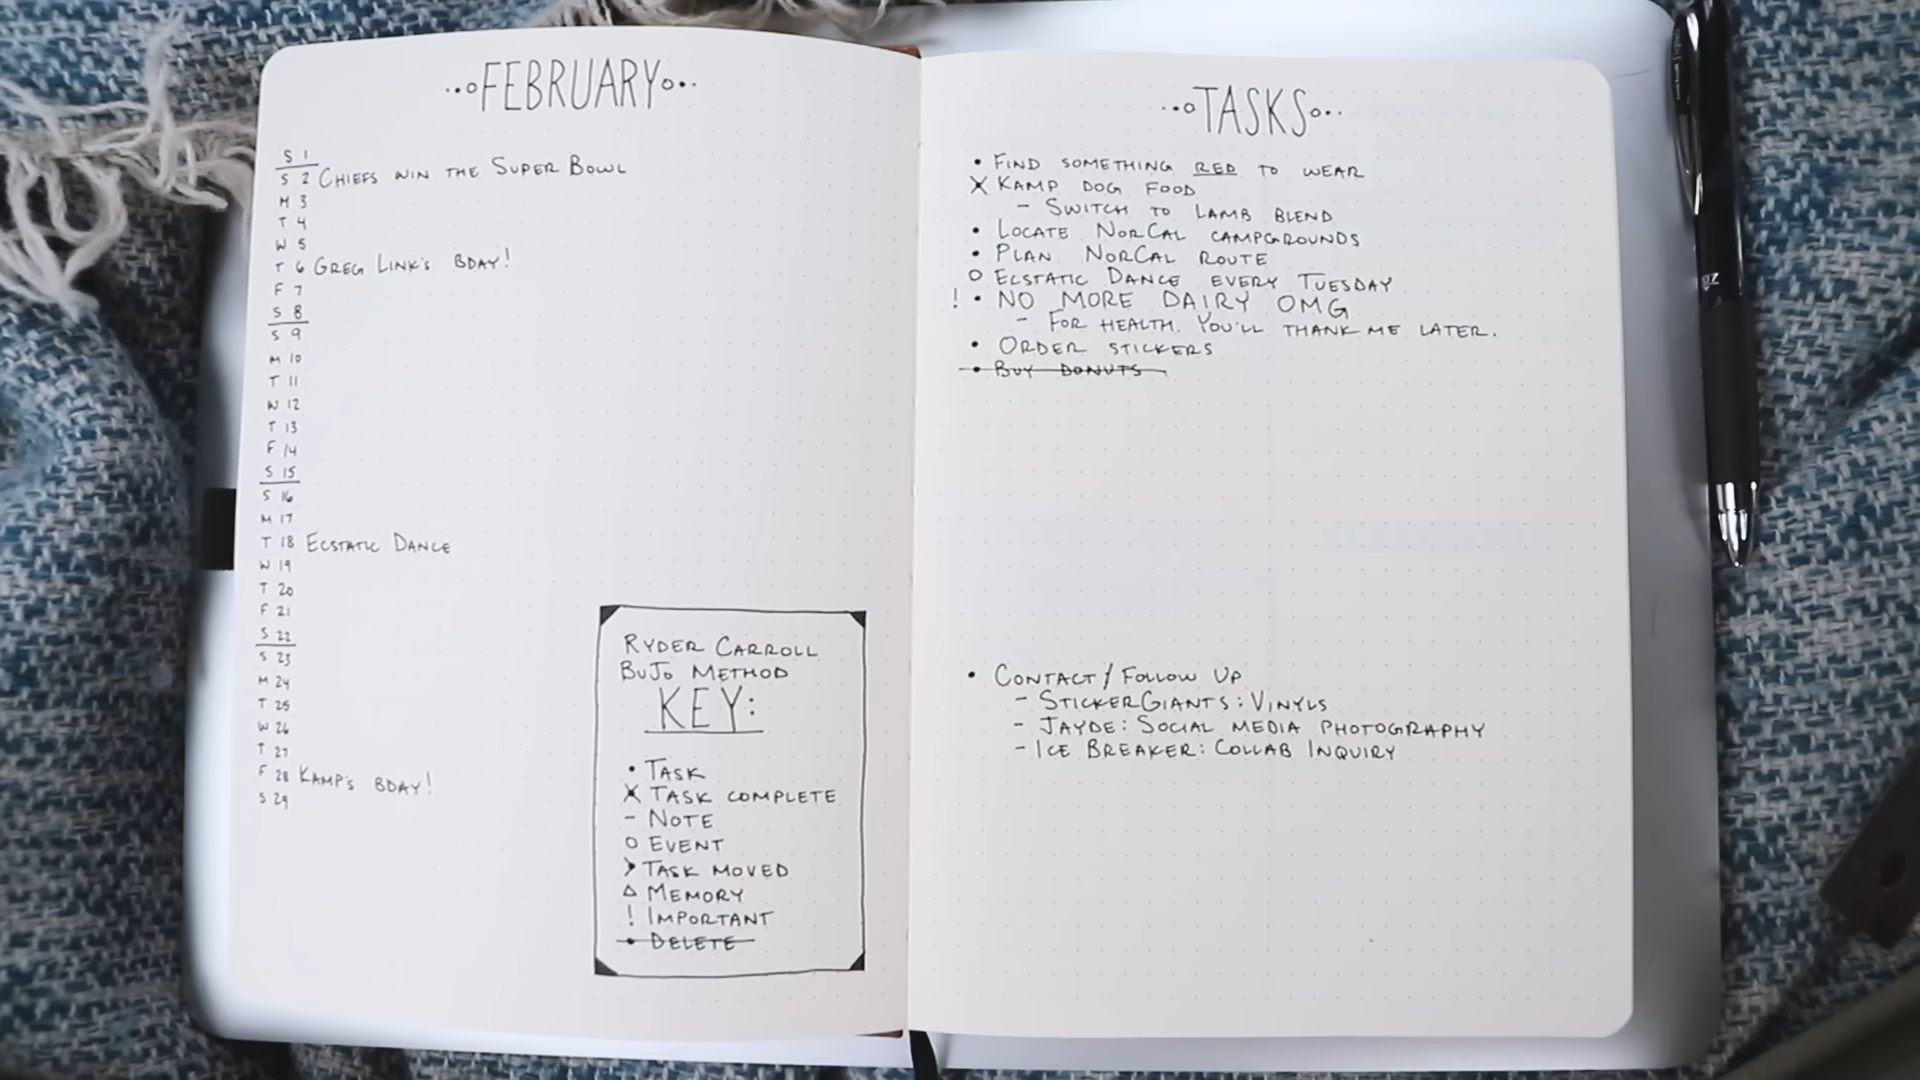 ··o FEBRUARY o··
S 1
S 2 CHIEFS WIN THE SUPER BOWL
M 3
T 4
W 5
T 6 GREG LINK'S BDAY!
F 7
S 8
S 9
M 10
T 11
W 12
T 13
F 14
S 15
S 16
M 17
T 18 ECSTATIC DANCE
W 19
T 20
F 21
S 22
S 23
M 24
T 25
W 26
T 27
F 28 KAMP'S BDAY!
S 29
RYDER CARROLL
BUJO METHOD
KEY:
• TASK
X TASK COMPLETE
- NOTE
O EVENT
> TASK MOVED
△ MEMORY
! IMPORTANT
• DELETE
··o TASKS o··
• FIND SOMETHING RED TO WEAR
X KAMP DOG FOOD
- SWITCH TO LAMB BLEND
• LOCATE NORCAL CAMPGROUNDS
• PLAN NORCAL ROUTE
O ECSTATIC DANCE EVERY TUESDAY
! • NO MORE DAIRY OMG
- FOR HEALTH. YOU'LL THANK ME LATER.
• ORDER STICKERS
• BUY DONUTS
• CONTACT / FOLLOW UP
- STICKERGIANTS: VINYLS
- JAYDE: SOCIAL MEDIA PHOTOGRAPHY
- ICE BREAKER: COLLAB INQUIRY